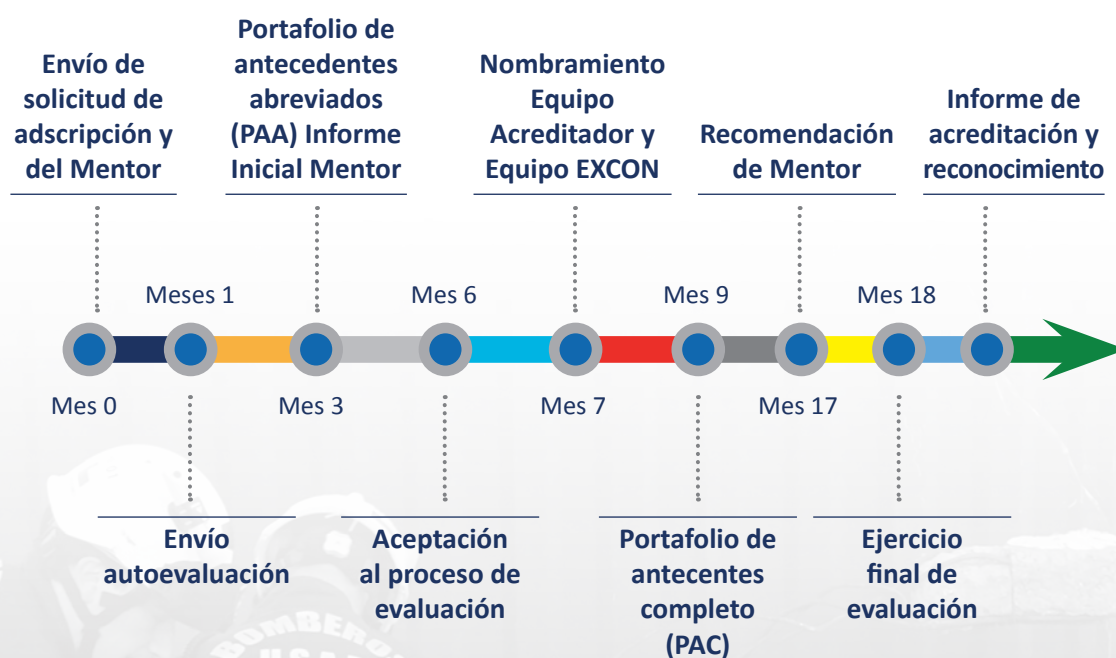 Envío de
solicitud de
adscripción y
del Mentor
Portafolio de
antecedentes
abreviados
(PAA) Informe
Inicial Mentor
Nombramiento
Equipo
Acreditador y
Equipo EXCON
Recomendación
de Mentor
Informe de
acreditación y
reconocimiento
Meses 1
Mes 6
Mes 9
Mes 18
Mes 0
Mes 3
Mes 7
Mes 17
Envío
autoevaluación
Aceptación
al proceso de
evaluación
Portafolio de
antecentes
completo
(PAC)
Ejercicio
final de
evaluación
BOMBEROS